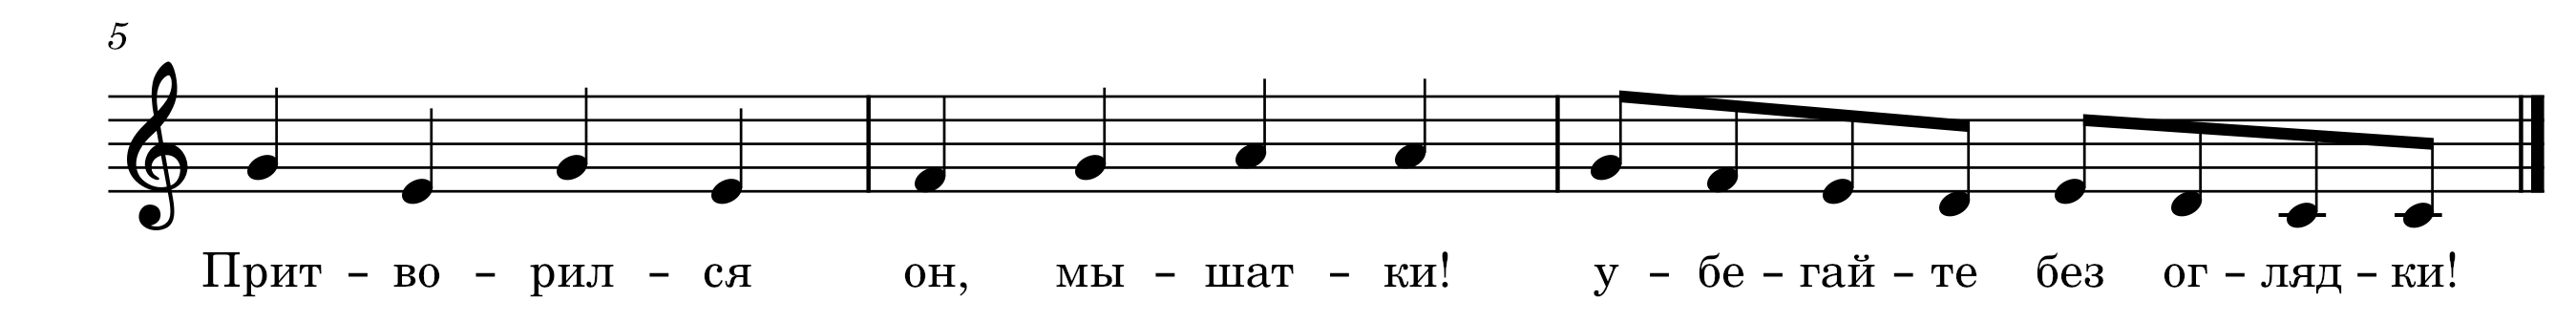 5
Прит – во – рил – ся он, мы – шат – ки! у – бе – гай – те без ог – ляд – ки!